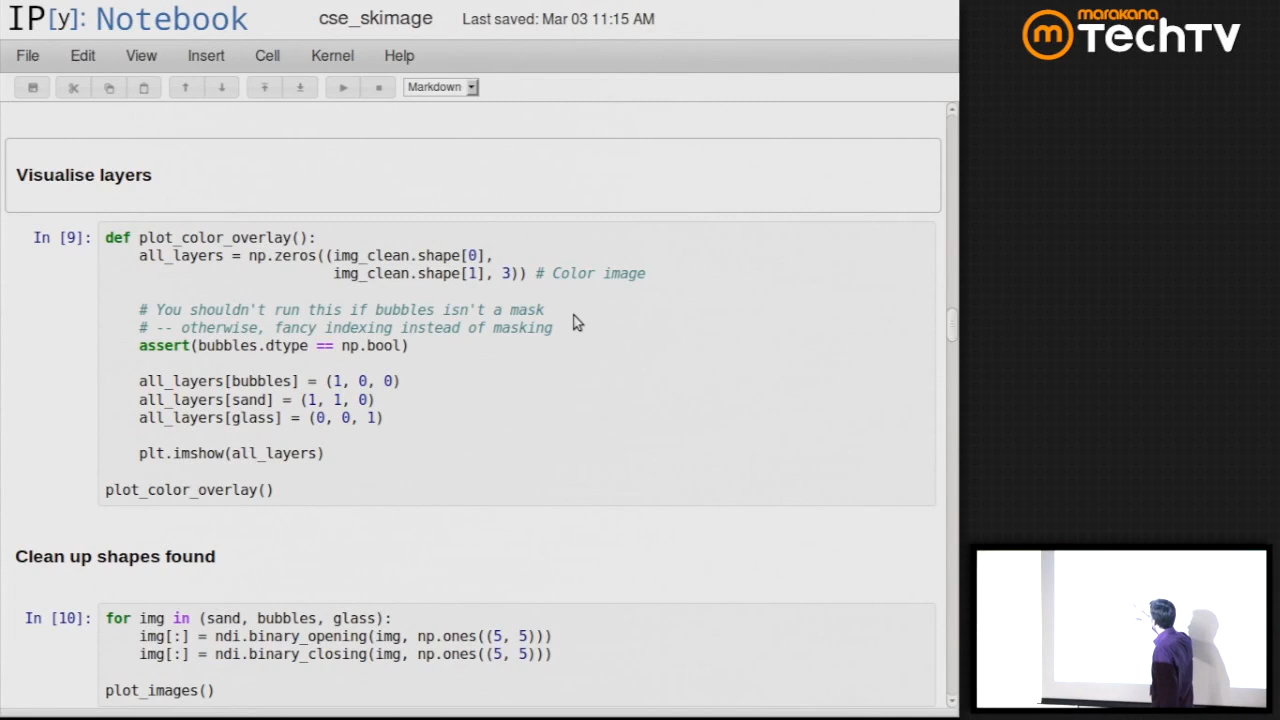 IP[y]: Notebook cse_skimage Last saved: Mar 03 11:15 AM
marakana
m TechTV
File Edit View Insert Cell Kernel Help
Markdown
Visualise layers
In [9]: def plot_color_overlay():
all_layers = np.zeros((img_clean.shape[0],
img_clean.shape[1], 3)) # Color image
# You shouldn't run this if bubbles isn't a mask
# -- otherwise, fancy indexing instead of masking
assert(bubbles.dtype == np.bool)
all_layers[bubbles] = (1, 0, 0)
all_layers[sand] = (1, 1, 0)
all_layers[glass] = (0, 0, 1)
plt.imshow(all_layers)
plot_color_overlay()
Clean up shapes found
In [10]: for img in (sand, bubbles, glass):
img[:] = ndi.binary_opening(img, np.ones((5, 5)))
img[:] = ndi.binary_closing(img, np.ones((5, 5)))
plot_images()